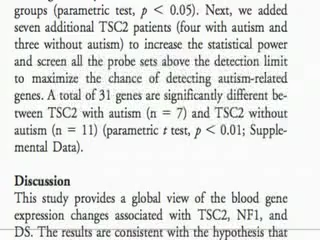 groups (parametric test, p < 0.05). Next, we added
seven additional TSC2 patients (four with autism and
three without autism) to increase the statistical power
and screen all the probe sets above the detection limit
to maximize the chance of detecting autism-related
genes. A total of 31 genes are significantly different be-
tween TSC2 with autism (n = 7) and TSC2 without
autism (n = 11) (parametric t test, p < 0.01; Supple-
mental Data).
Discussion
This study provides a global view of the blood gene
expression changes associated with TSC2, NF1, and
DS. The results are consistent with the hypothesis that